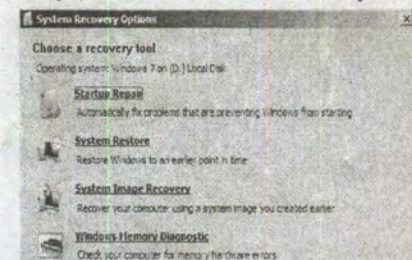 System Recovery Options
Choose a recovery tool
Operating system: Windows 7 on (D:) Local Disk
Startup Repair
Automatically fix problems that are preventing Windows from starting
System Restore
Restore Windows to an earlier point in time
System Image Recovery
Recover your computer using a system image you created earlier
Windows Memory Diagnostic
Check your computer for memory hardware errors